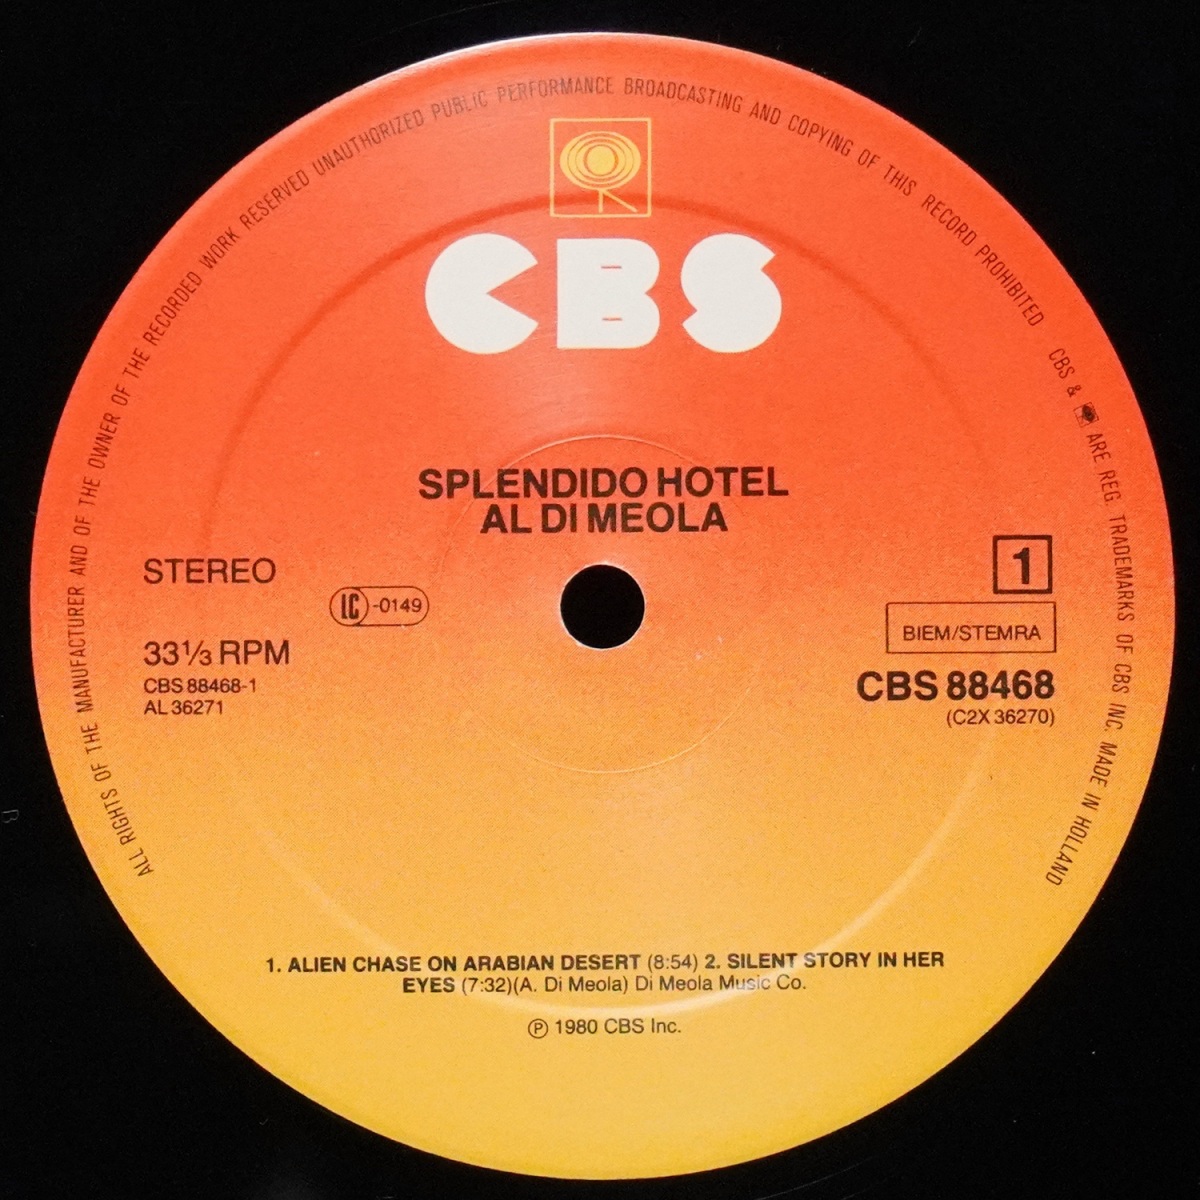 ALL RIGHTS OF THE MANUFACTURER AND OF THE OWNER OF THE RECORDED WORK RESERVED UNAUTHORIZED PUBLIC PERFORMANCE BROADCASTING AND COPYING OF THIS RECORD PROHIBITED CBS & ARE REG. TRADEMARKS OF CBS INC. MADE IN HOLLAND
CBS
SPLENDIDO HOTEL
AL DI MEOLA
STEREO
LC-0149
33⅓ RPM
CBS 88468-1
AL 36271
1
BIEM/STEMRA
CBS 88468
(C2X 36270)
1. ALIEN CHASE ON ARABIAN DESERT (8:54) 2. SILENT STORY IN HER
EYES (7:32)(A. Di Meola) Di Meola Music Co.
℗ 1980 CBS Inc.